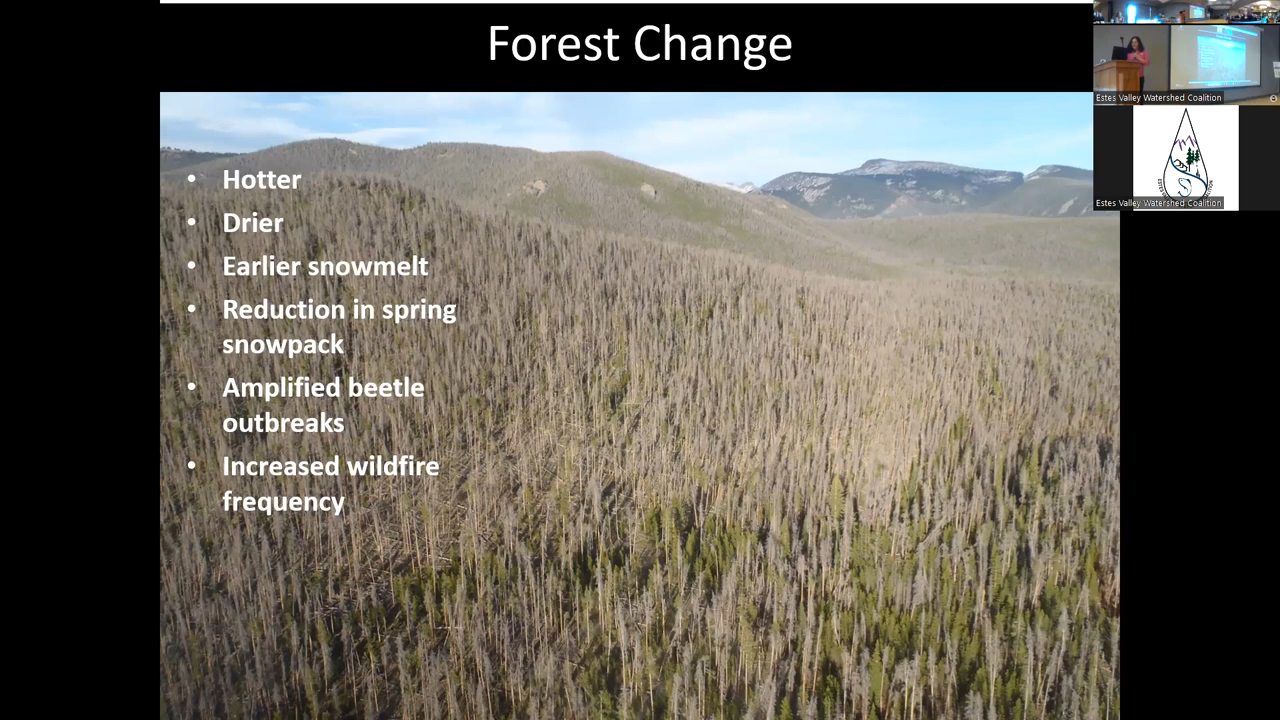 Forest Change
• Hotter
• Drier
• Earlier snowmelt
• Reduction in spring
snowpack
• Amplified beetle
outbreaks
• Increased wildfire
frequency
Estes Valley Watershed Coalition
Estes Valley Watershed Coalition